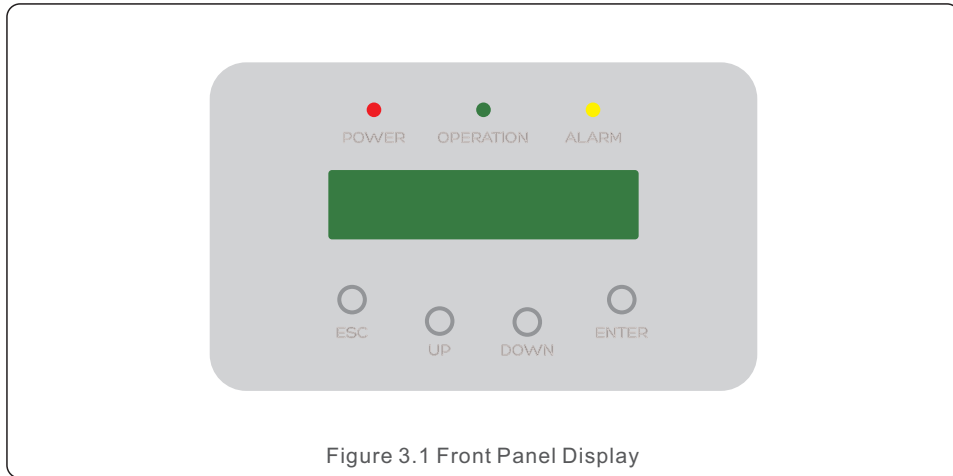 POWER OPERATION ALARM
ESC UP DOWN ENTER
Figure 3.1 Front Panel Display